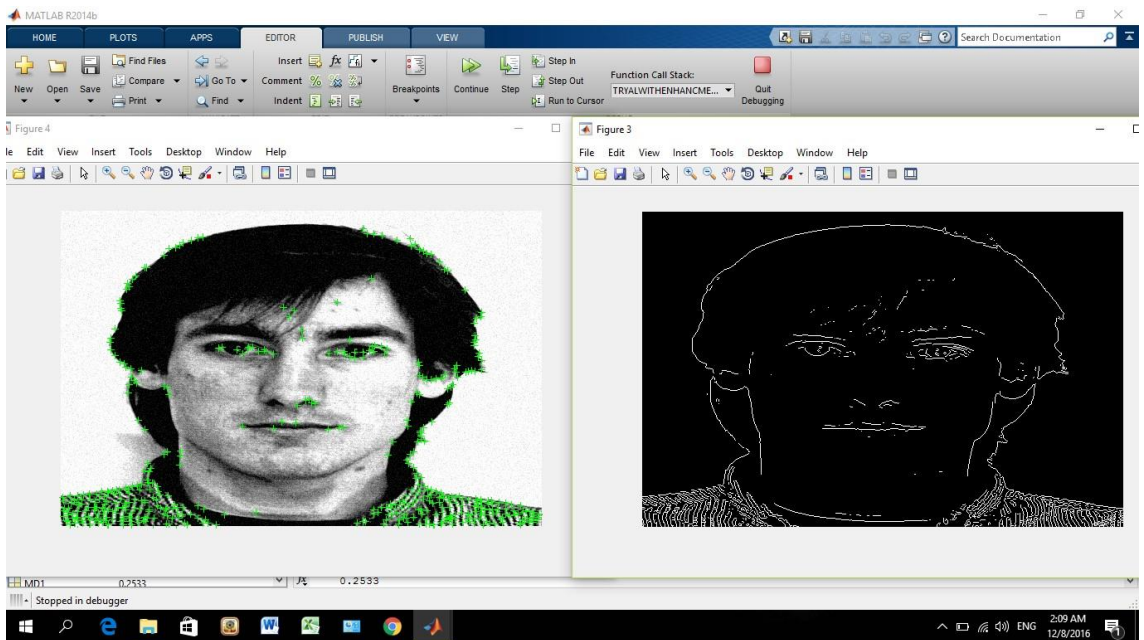 MATLAB R2014b
HOME PLOTS APPS EDITOR PUBLISH VIEW Search Documentation
New Open Save Find Files Compare Print Go To Find Insert Comment Indent Breakpoints Continue Step Step In Step Out Run to Cursor Function Call Stack: TRYALWITHENHANCME... Quit Debugging
Figure 4
Edit View Insert Tools Desktop Window Help
Figure 3
File Edit View Insert Tools Desktop Window Help
MD1 0.2533 fx 0.2533
Stopped in debugger
ENG 2:09 AM
12/8/2016